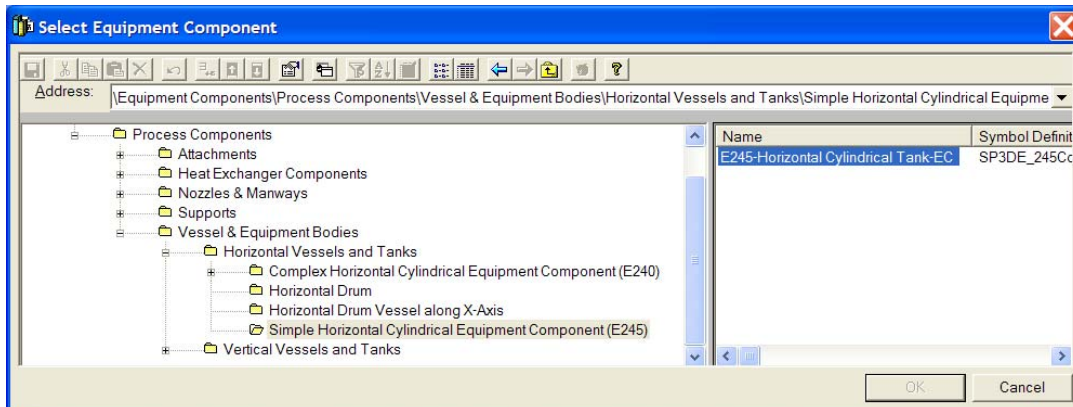 Select Equipment Component
Address: \Equipment Components\Process Components\Vessel & Equipment Bodies\Horizontal Vessels and Tanks\Simple Horizontal Cylindrical Equipme
Process Components
Attachments
Heat Exchanger Components
Nozzles & Manways
Supports
Vessel & Equipment Bodies
Horizontal Vessels and Tanks
Complex Horizontal Cylindrical Equipment Component (E240)
Horizontal Drum
Horizontal Drum Vessel along X-Axis
Simple Horizontal Cylindrical Equipment Component (E245)
Vertical Vessels and Tanks
Name Symbol Definit
E245-Horizontal Cylindrical Tank-EC SP3DE_245Co
OK Cancel